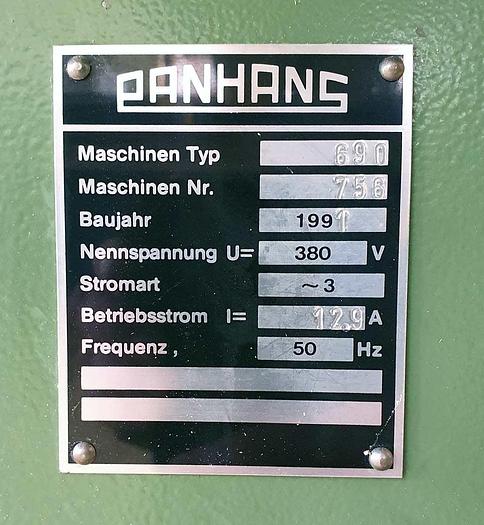 PANHANS
Maschinen Typ 690
Maschinen Nr. 756
Baujahr 1991
Nennspannung U= 380 V
Stromart ~3
Betriebsstrom I= 12,9 A
Frequenz, 50 Hz